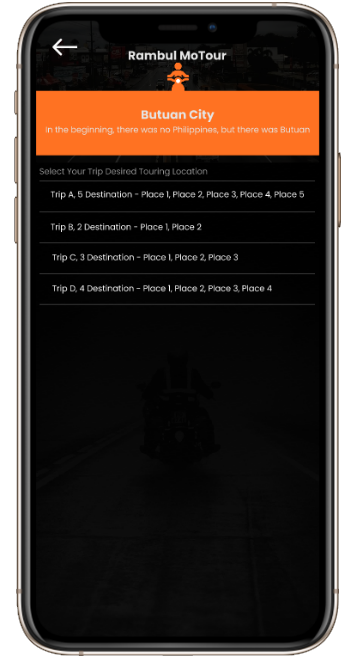 Rambul MoTour
Butuan City
In the beginning, there was no Philippines, but there was Butuan
Select Your Trip Desired Touring Location
Trip A, 5 Destination - Place 1, Place 2, Place 3, Place 4, Place 5
Trip B, 2 Destination - Place 1, Place 2
Trip C, 3 Destination - Place 1, Place 2, Place 3
Trip D, 4 Destination - Place 1, Place 2, Place 3, Place 4